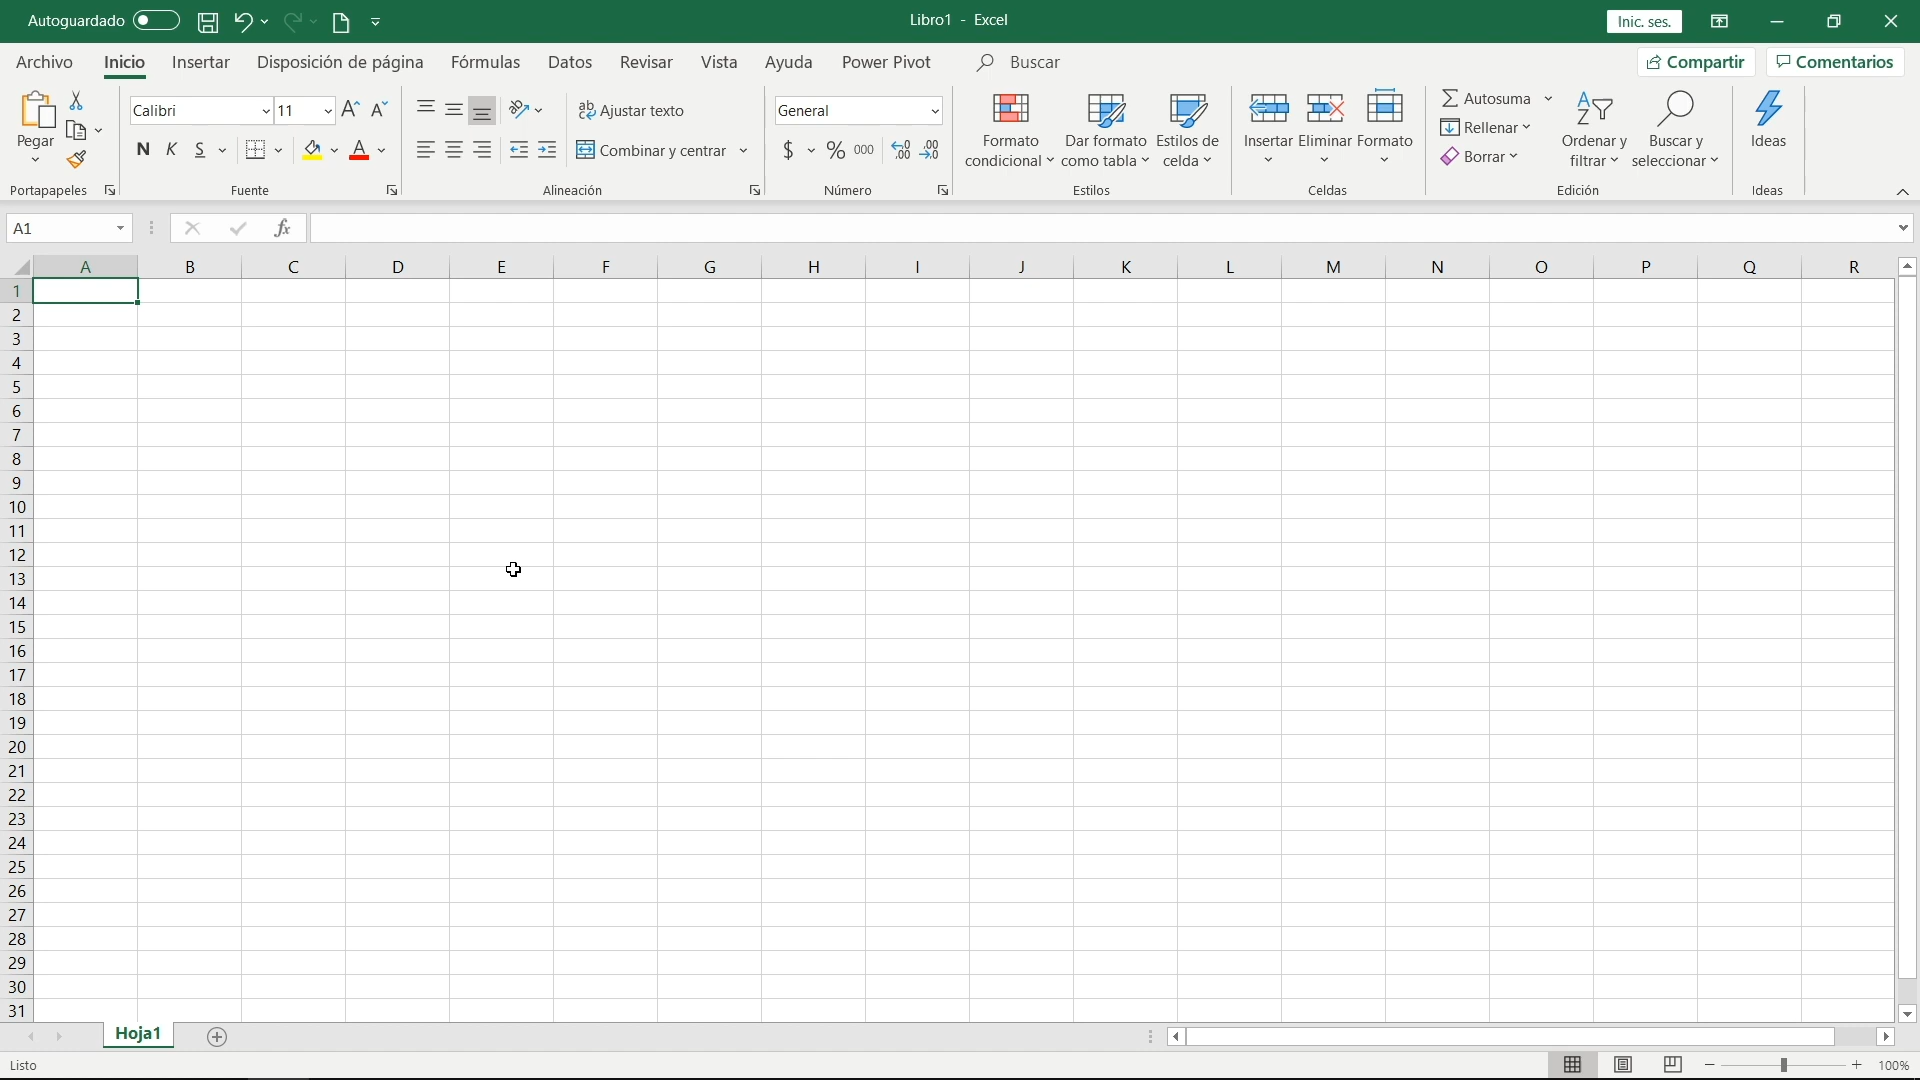 Autoguardado
Libro1 - Excel
Inic. ses.
Archivo Inicio Insertar Disposición de página Fórmulas Datos Revisar Vista Ayuda Power Pivot Buscar Compartir Comentarios
Pegar
Calibri 11
N K S A
ab Ajustar texto
Combinar y centrar
General
$ % 000
Formato condicional
Dar formato como tabla
Estilos de celda
Insertar Eliminar Formato
Autosuma
Rellenar
Borrar
Ordenar y filtrar
Buscar y seleccionar
Ideas
Portapapeles Fuente Alineación Número Estilos Celdas Edición Ideas
A1 fx
A B C D E F G H I J K L M N O P Q R
1
2
3
4
5
6
7
8
9
10
11
12
13
14
15
16
17
18
19
20
21
22
23
24
25
26
27
28
29
30
31
Hoja1
Listo 100%